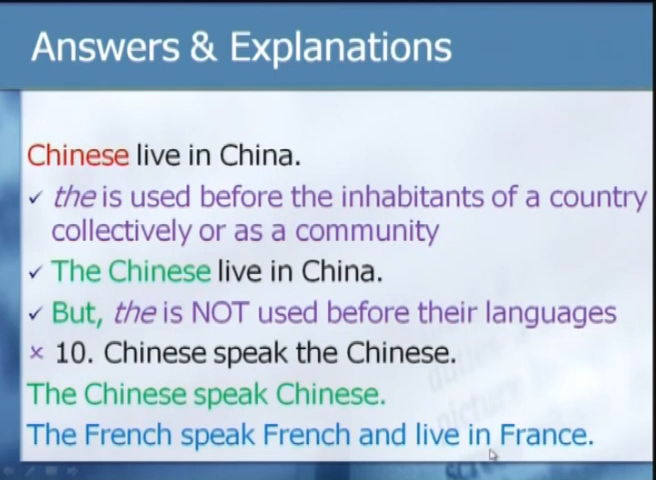 Answers & Explanations
Chinese live in China.
✓ the is used before the inhabitants of a country
collectively or as a community
✓ The Chinese live in China.
✓ But, the is NOT used before their languages
× 10. Chinese speak the Chinese.
The Chinese speak Chinese.
The French speak French and live in France.